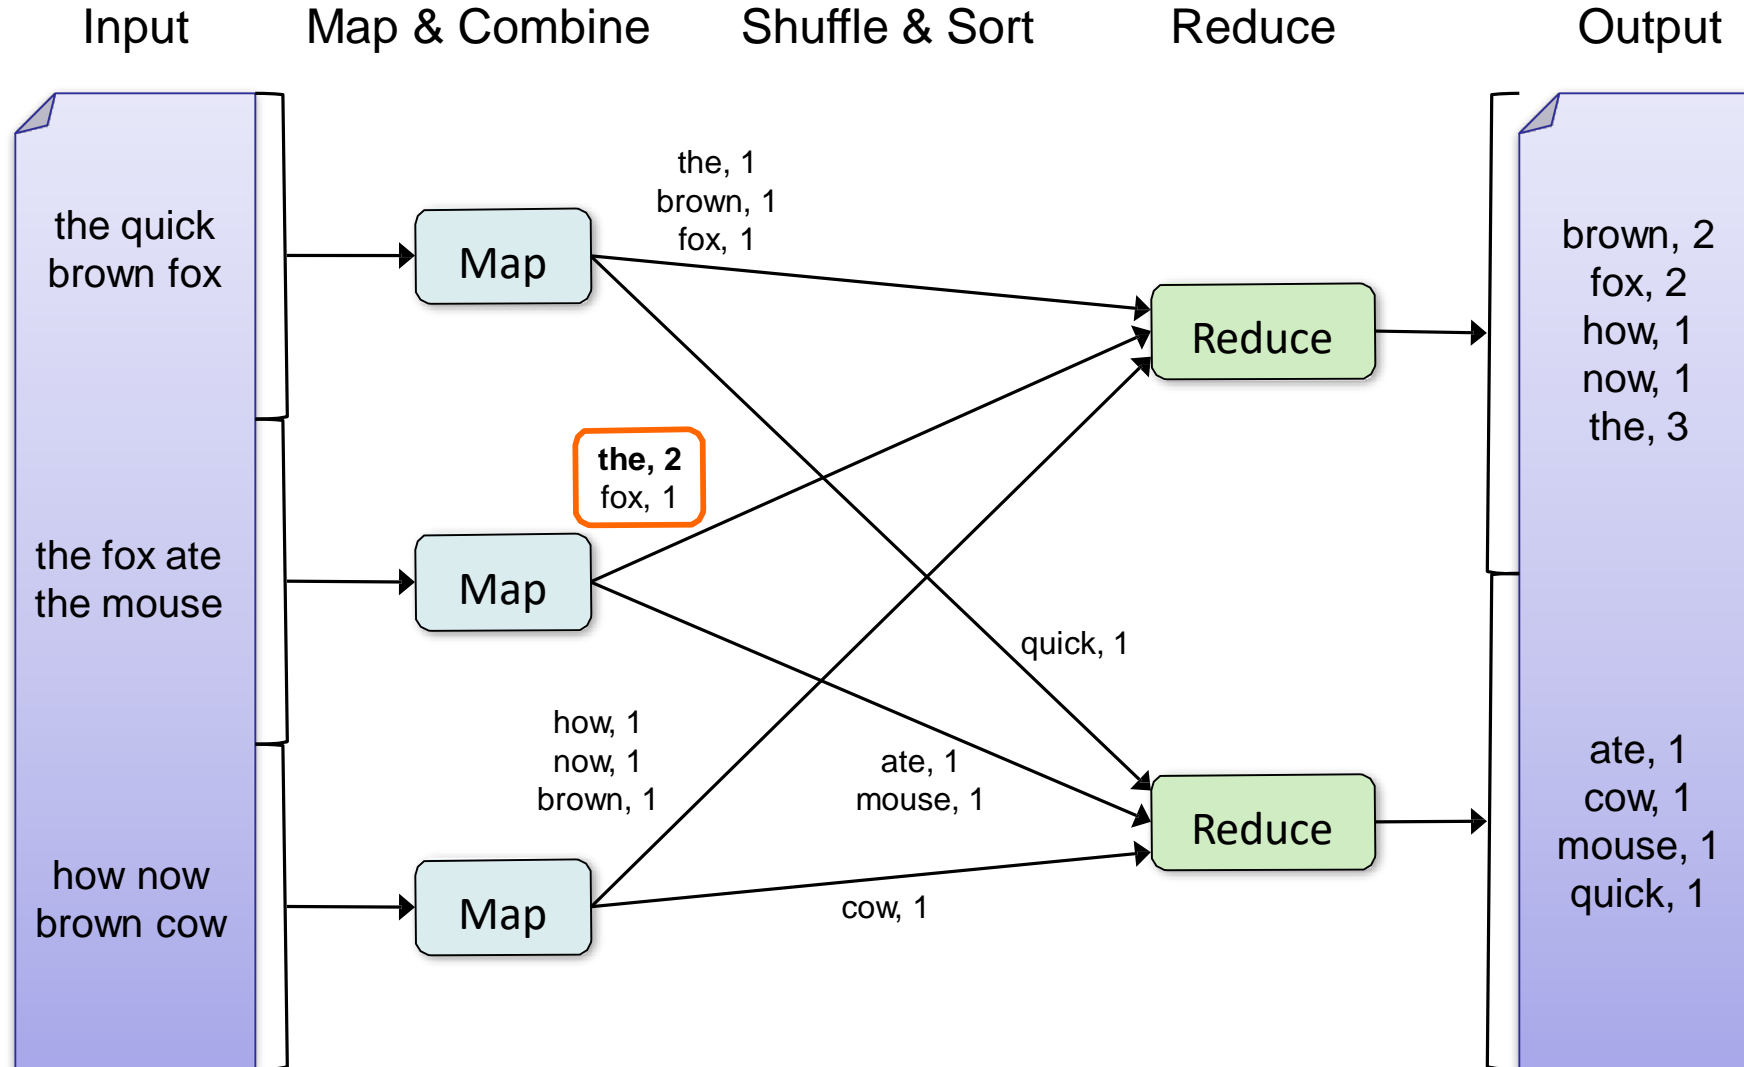 Input
Map & Combine
Shuffle & Sort
Reduce
Output
the quick
brown fox
the fox ate
the mouse
how now
brown cow
Map
Map
Map
the, 1
brown, 1
fox, 1
the, 2
fox, 1
how, 1
now, 1
brown, 1
quick, 1
ate, 1
mouse, 1
cow, 1
Reduce
Reduce
brown, 2
fox, 2
how, 1
now, 1
the, 3
ate, 1
cow, 1
mouse, 1
quick, 1